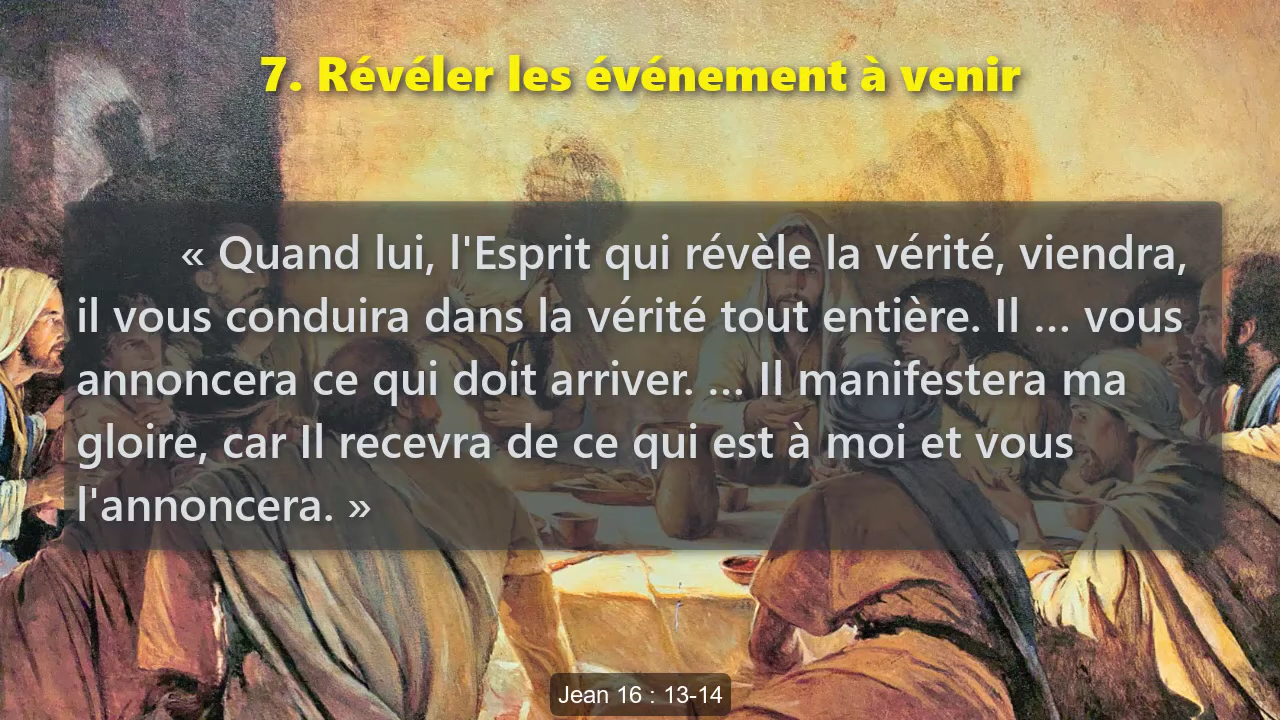 7. Révéler les événement à venir
« Quand lui, l'Esprit qui révèle la vérité, viendra,
il vous conduira dans la vérité tout entière. Il … vous
annoncera ce qui doit arriver. ... Il manifestera ma
gloire, car Il recevra de ce qui est à moi et vous
l'annoncera. »
Jean 16 : 13-14